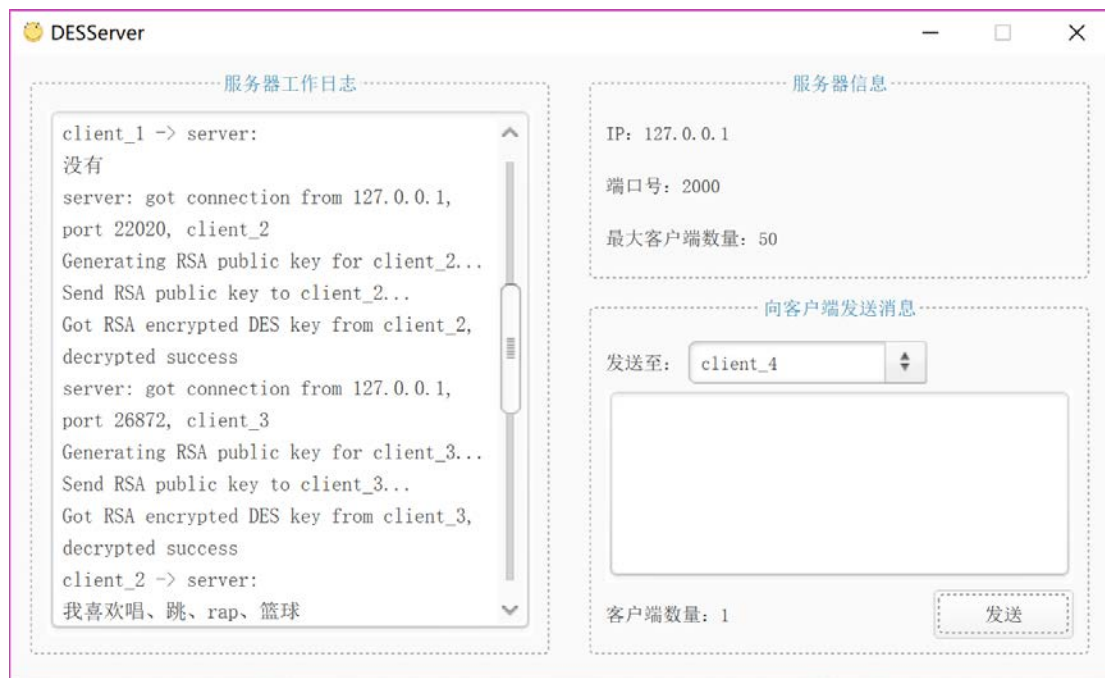 DESServer
服务器工作日志
client_1 -> server:
没有
server: got connection from 127.0.0.1,
port 22020, client_2
Generating RSA public key for client_2...
Send RSA public key to client_2...
Got RSA encrypted DES key from client_2,
decrypted success
server: got connection from 127.0.0.1,
port 26872, client_3
Generating RSA public key for client_3...
Send RSA public key to client_3...
Got RSA encrypted DES key from client_3,
decrypted success
client_2 -> server:
我喜欢唱、跳、rap、篮球
服务器信息
IP: 127.0.0.1
端口号: 2000
最大客户端数量: 50
向客户端发送消息
发送至: client_4
客户端数量: 1
发送